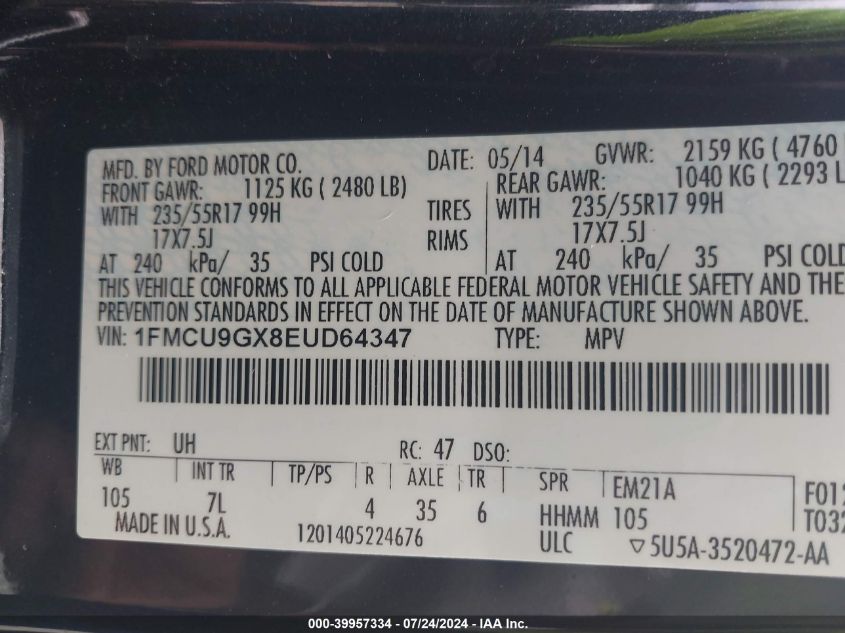 MFD. BY FORD MOTOR CO. DATE: 05/14 GVWR: 2159 KG ( 4760
FRONT GAWR: 1125 KG ( 2480 LB) REAR GAWR: 1040 KG ( 2293 L
WITH 235/55R17 99H TIRES WITH 235/55R17 99H
17X7.5J RIMS 17X7.5J
AT 240 kPa/ 35 PSI COLD AT 240 kPa/ 35 PSI COLD
THIS VEHICLE CONFORMS TO ALL APPLICABLE FEDERAL MOTOR VEHICLE SAFETY AND THE
PREVENTION STANDARDS IN EFFECT ON THE DATE OF MANUFACTURE SHOWN ABOVE.
VIN: 1FMCU9GX8EUD64347 TYPE: MPV
EXT PNT: UH RC: 47 DSO:
WB INT TR TP/PS R AXLE TR SPR EM21A F012
105 7L 4 35 6 HHMM 105 T032
MADE IN U.S.A. 1201405224676 ULC ▽5U5A-3520472-AA
000-39957334 / 07/24/2024 - IAA Inc.